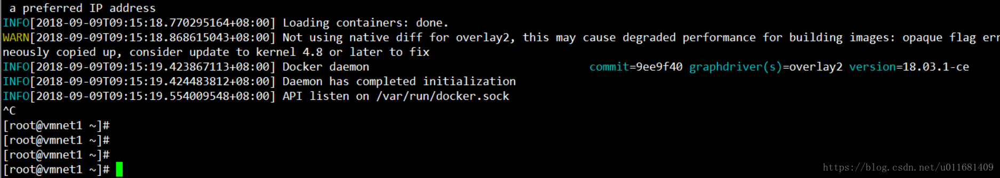 a preferred IP address
INFO[2018-09-09T09:15:18.770295164+08:00] Loading containers: done.
WARN[2018-09-09T09:15:18.868615043+08:00] Not using native diff for overlay2, this may cause degraded performance for building images: opaque flag err
neously copied up, consider update to kernel 4.8 or later to fix
INFO[2018-09-09T09:15:19.423867113+08:00] Docker daemon commit=9ee9f40 graphdriver(s)=overlay2 version=18.03.1-ce
INFO[2018-09-09T09:15:19.424483812+08:00] Daemon has completed initialization
INFO[2018-09-09T09:15:19.554009548+08:00] API listen on /var/run/docker.sock
^C
[root@vmnet1 ~]#
[root@vmnet1 ~]#
[root@vmnet1 ~]#
[root@vmnet1 ~]#
https://blog.csdn.net/u011681409